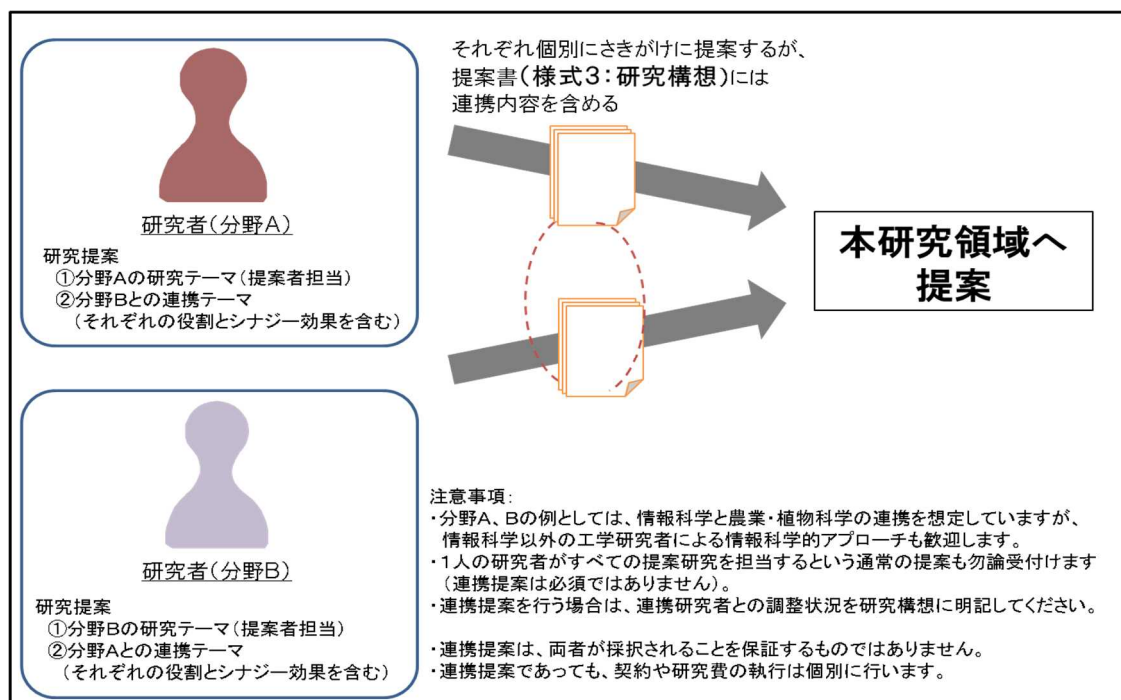 それぞれ個別にさきがけに提案するが、
提案書(様式3：研究構想)には
連携内容を含める
研究者(分野A)
研究提案
①分野Aの研究テーマ(提案者担当)
②分野Bとの連携テーマ
(それぞれの役割とシナジー効果を含む)
本研究領域へ
提案
研究者(分野B)
研究提案
①分野Bの研究テーマ(提案者担当)
②分野Aとの連携テーマ
(それぞれの役割とシナジー効果を含む)
注意事項：
・分野A、Bの例としては、情報科学と農業・植物科学の連携を想定していますが、
情報科学以外の工学研究者による情報科学的アプローチも歓迎します。
・1人の研究者がすべての提案研究を担当するという通常の提案も勿論受付けます
(連携提案は必須ではありません)。
・連携提案を行う場合は、連携研究者との調整状況を研究構想に明記してください。
・連携提案は、両者が採択されることを保証するものではありません。
・連携提案であっても、契約や研究費の執行は個別に行います。